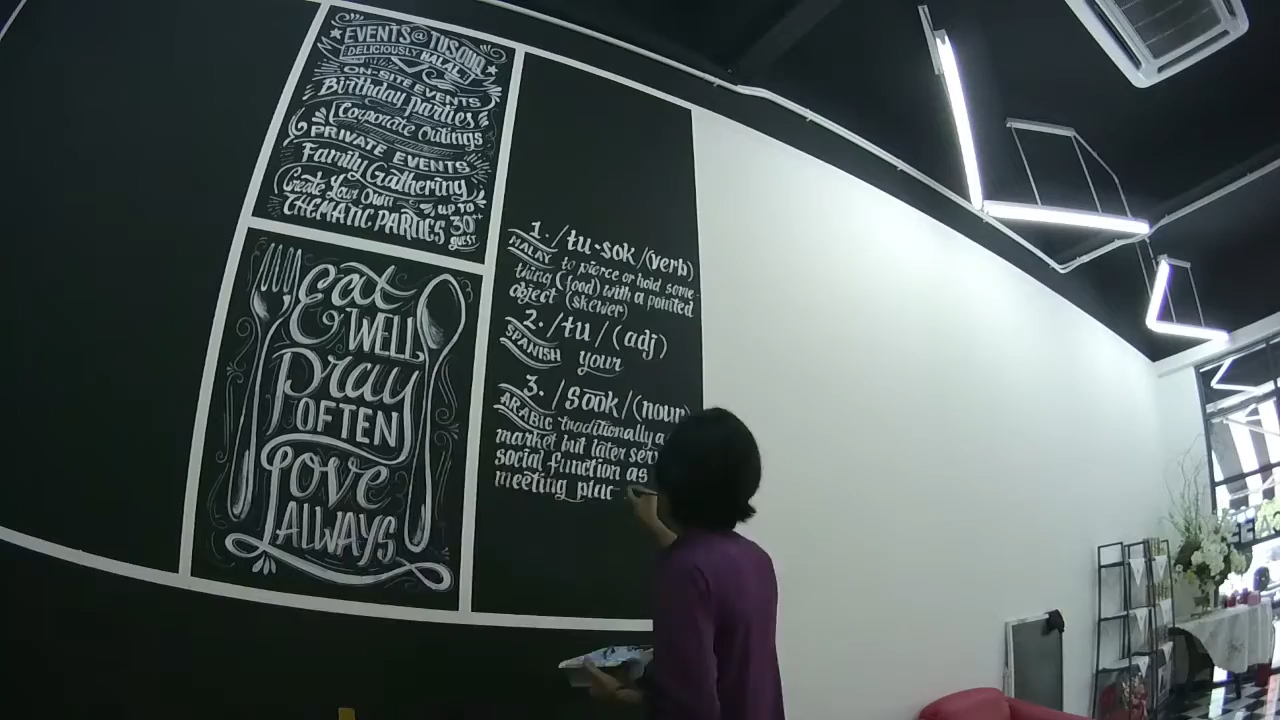 EVENTS@TUSOUQ
DELICIOUSLY HALAL
ON-SITE EVENTS
Birthday Parties
Corporate Outings
PRIVATE EVENTS
Family Gathering
Create Your Own
THEMATIC PARTIES
UP TO
30++
GUEST
Eat
& WELL
Pray
OFTEN
Love
ALWAYS
1. /tu-sok/(verb)
MALAY to pierce or hold some-
thing (food) with a pointed
object (skewer)
2. /tu/(adj)
SPANISH your
3. /Sook/(noun)
ARABIC traditionally a
market but later serv
social function as
meeting plac